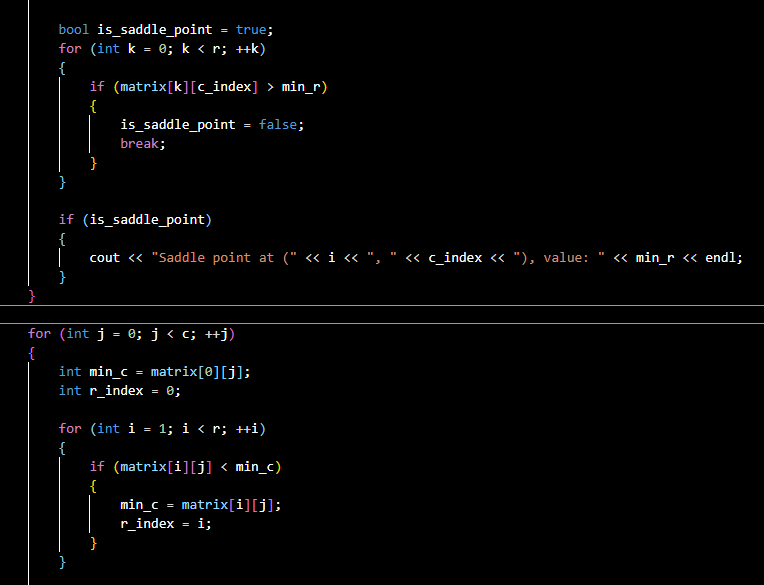 bool is_saddle_point = true;
for (int k = 0; k < r; ++k)
{
if (matrix[k][c_index] > min_r)
{
is_saddle_point = false;
break;
}
}
if (is_saddle_point)
{
cout << "Saddle point at (" << i << ", " << c_index << "), value: " << min_r << endl;
}
}
for (int j = 0; j < c; ++j)
{
int min_c = matrix[0][j];
int r_index = 0;
for (int i = 1; i < r; ++i)
{
if (matrix[i][j] < min_c)
{
min_c = matrix[i][j];
r_index = i;
}
}